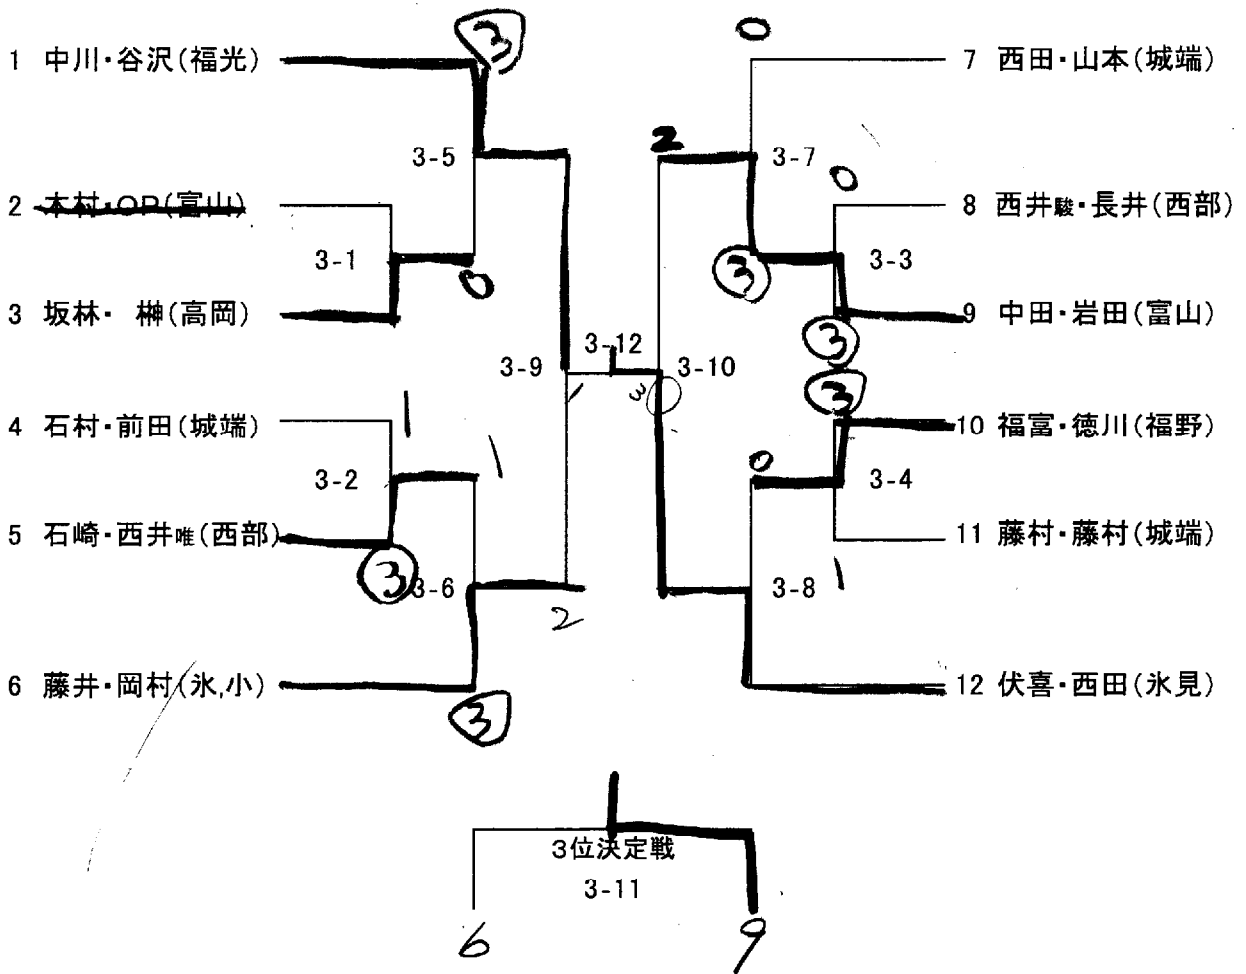 ③
0
1 中川・谷沢(福光)
7 西田・山本(城端)
3-5
2
3-7
0
2 木村・OP(富山)
8 西井駿・長井(西部)
3-1
0
③
3-3
3 坂林・ 榊(高岡)
9 中田・岩田(富山)
③
3-9
3-12
3-10
1
3
③
4 石村・前田(城端)
1
1
10 福富・徳川(福野)
3-2
0
3-4
5 石崎・西井唯(西部)
11 藤村・藤村(城端)
③
3-6
2
3-8
1
6 藤井・岡村(氷,小)
12 伏喜・西田(氷見)
③
3位決定戦
3-11
6
9